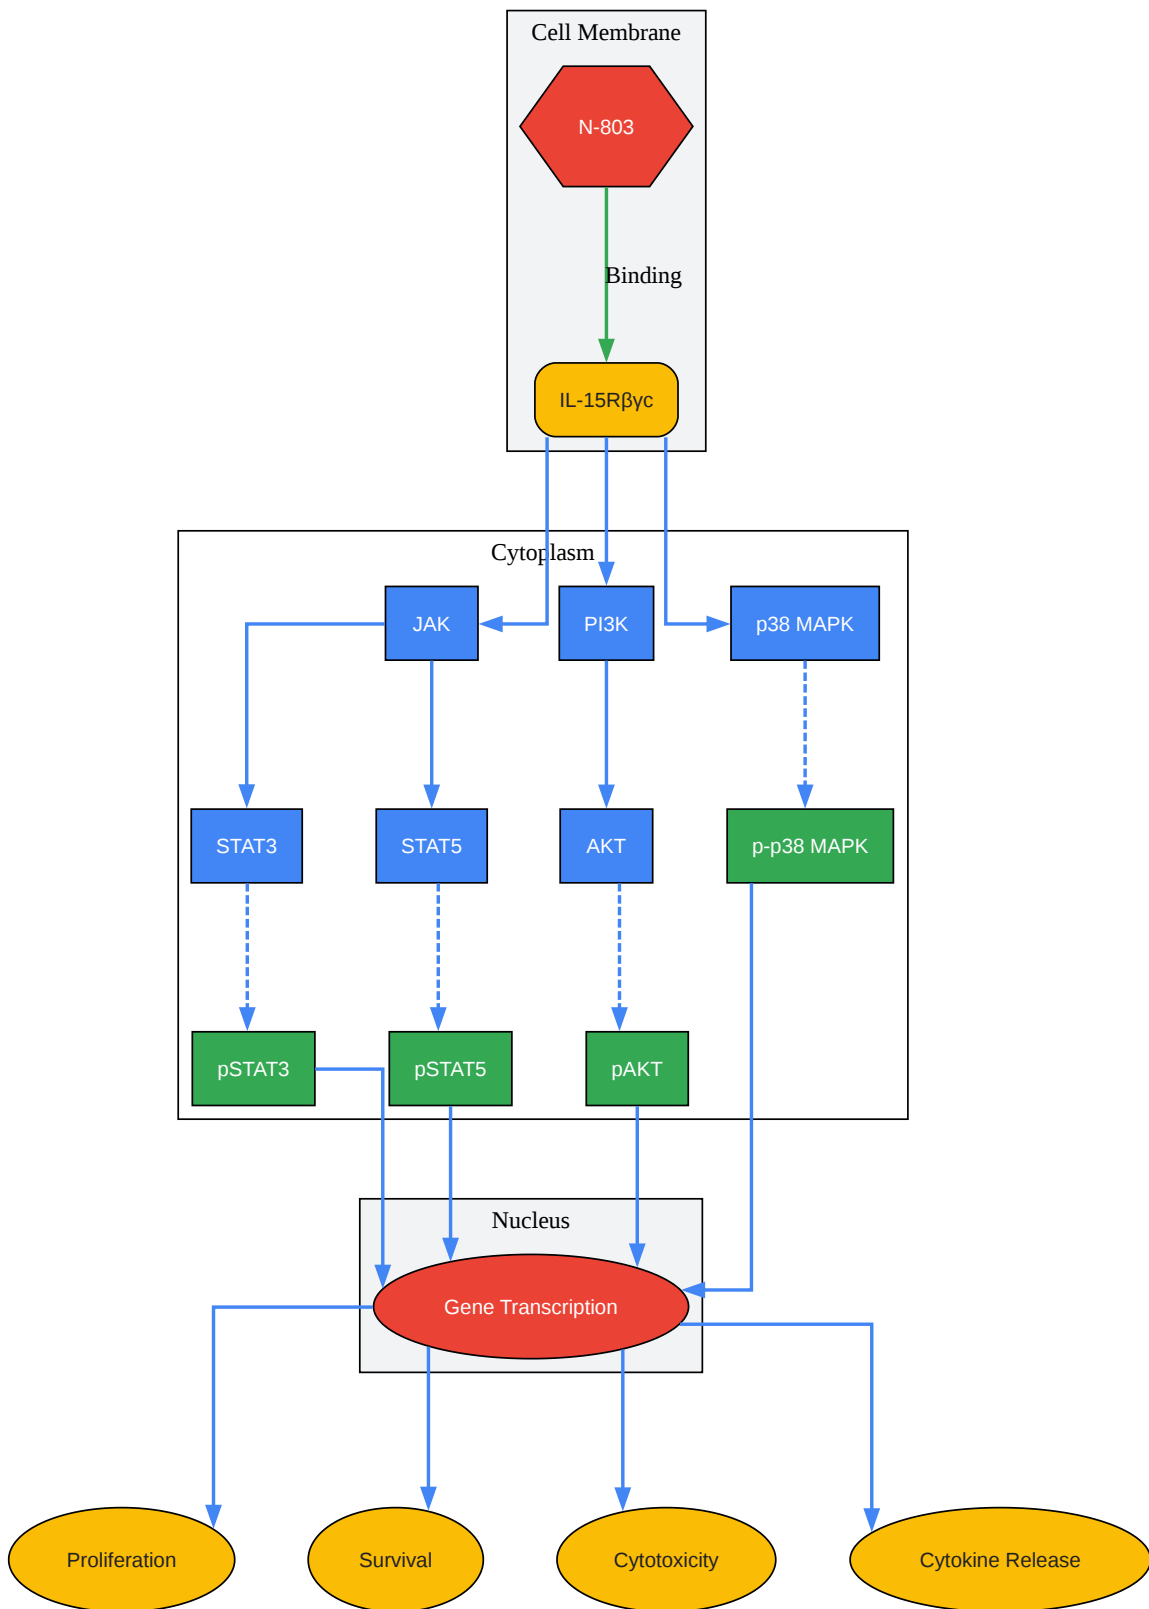 Cell Membrane
N-803
Binding
IL-15Rβγc
Cytoplasm
JAK
PI3K
p38 MAPK
STAT3
STAT5
AKT
p-p38 MAPK
pSTAT3
pSTAT5
pAKT
Nucleus
Gene Transcription
Proliferation
Survival
Cytotoxicity
Cytokine Release